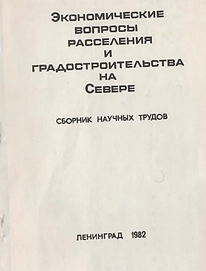 Экономические
вопросы
расселения
и
градостроительства
на
Севере
СБОРНИК НАУЧНЫХ ТРУДОВ
ЛЕНИНГРАД 1982